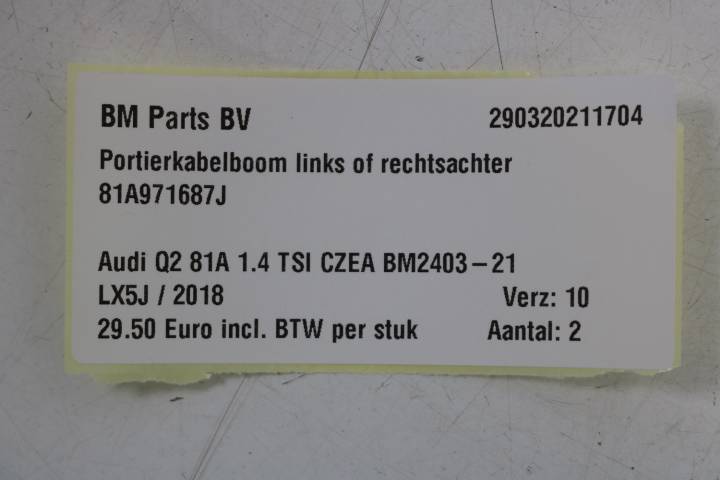 BM Parts BV 290320211704
Portierkabelboom links of rechtsachter
81A971687J
Audi Q2 81A 1.4 TSI CZEA BM2403-21
LX5J / 2018 Verz: 10
29.50 Euro incl. BTW per stuk Aantal: 2